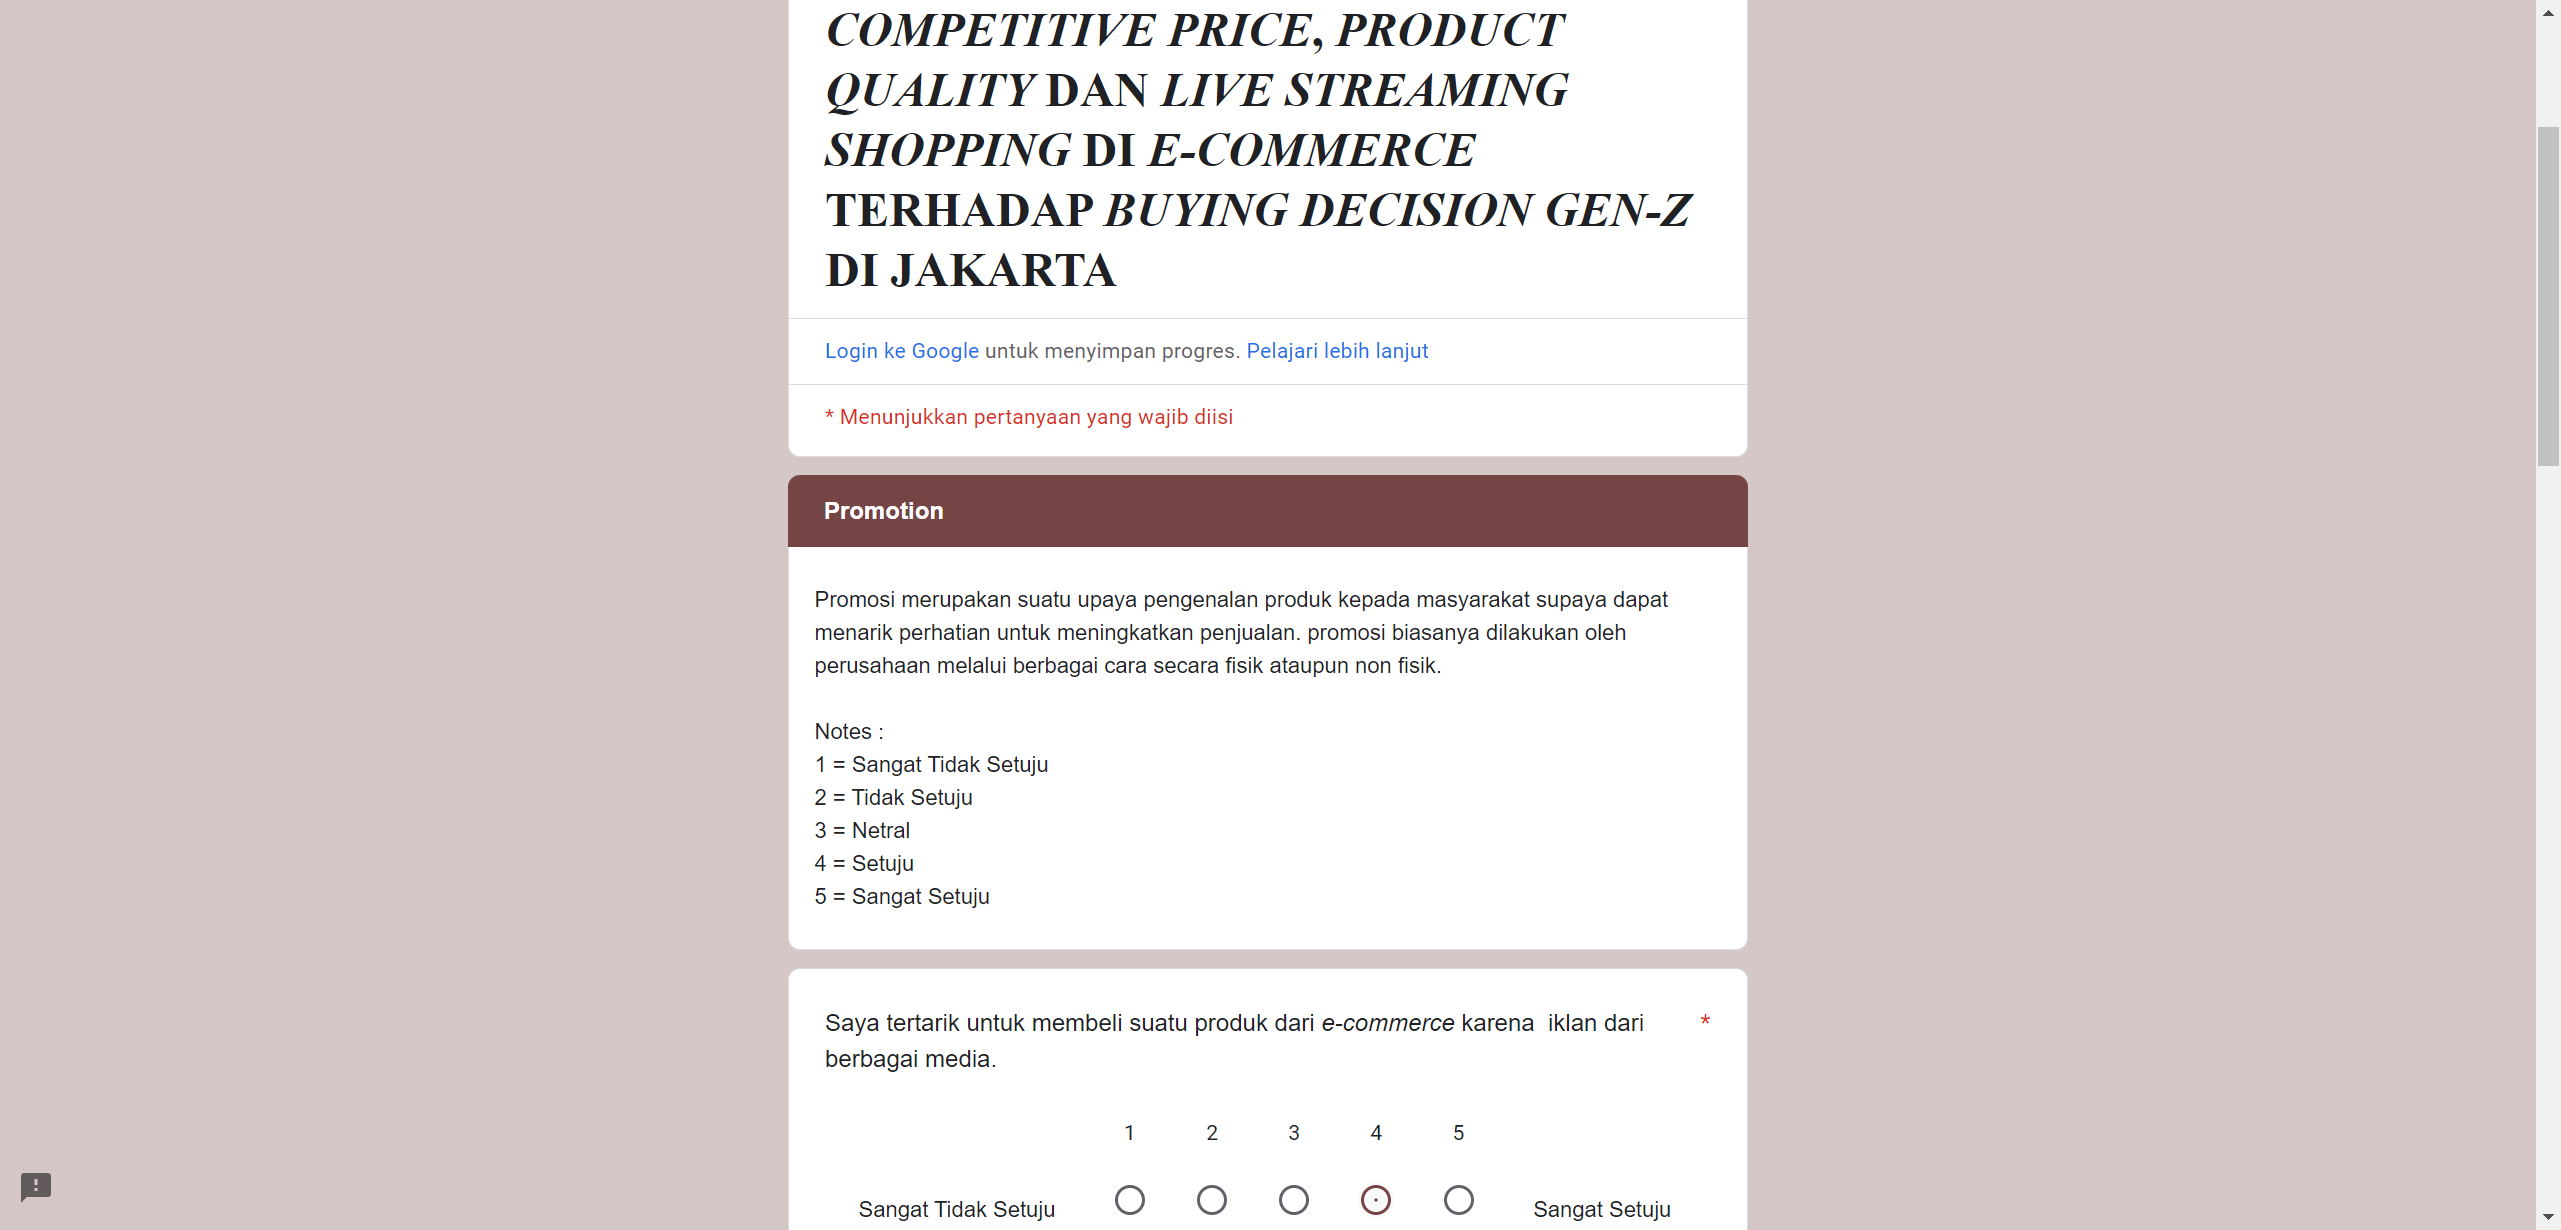 COMPETITIVE PRICE, PRODUCT
QUALITY DAN LIVE STREAMING
SHOPPING DI E-COMMERCE
TERHADAP BUYING DECISION GEN-Z
DI JAKARTA
Login ke Google untuk menyimpan progres. Pelajari lebih lanjut
* Menunjukkan pertanyaan yang wajib diisi
Promotion
Promosi merupakan suatu upaya pengenalan produk kepada masyarakat supaya dapat
menarik perhatian untuk meningkatkan penjualan. promosi biasanya dilakukan oleh
perusahaan melalui berbagai cara secara fisik ataupun non fisik.
Notes :
1 = Sangat Tidak Setuju
2 = Tidak Setuju
3 = Netral
4 = Setuju
5 = Sangat Setuju
Saya tertarik untuk membeli suatu produk dari e-commerce karena  iklan dari *
berbagai media.
1 2 3 4 5
Sangat Tidak Setuju Sangat Setuju